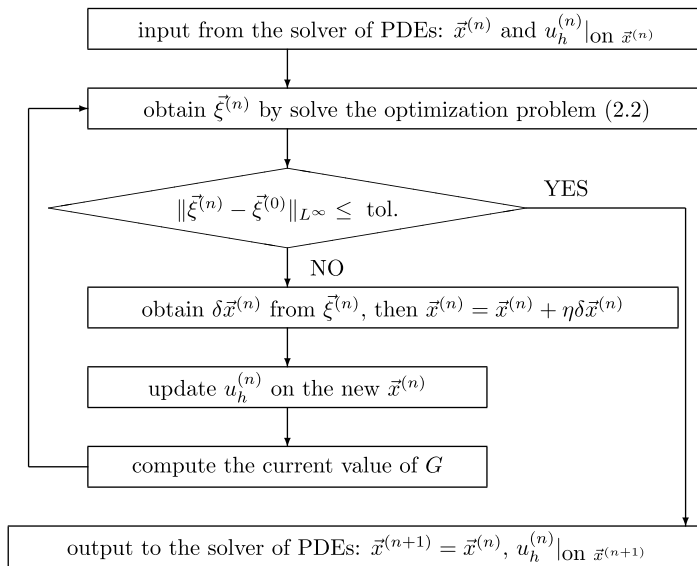 input from the solver of PDEs: $\vec{x}^{(n)}$ and $u_h^{(n)}|_{\text{on } \vec{x}^{(n)}}$
obtain $\vec{\xi}^{(n)}$ by solve the optimization problem (2.2)
$\|\vec{\xi}^{(n)} - \vec{\xi}^{(0)}\|_{L^\infty} \leq$ tol.
YES
NO
obtain $\delta\vec{x}^{(n)}$ from $\vec{\xi}^{(n)}$, then $\vec{x}^{(n)} = \vec{x}^{(n)} + \eta\delta\vec{x}^{(n)}$
update $u_h^{(n)}$ on the new $\vec{x}^{(n)}$
compute the current value of $G$
output to the solver of PDEs: $\vec{x}^{(n+1)} = \vec{x}^{(n)}$, $u_h^{(n)}|_{\text{on } \vec{x}^{(n+1)}}$